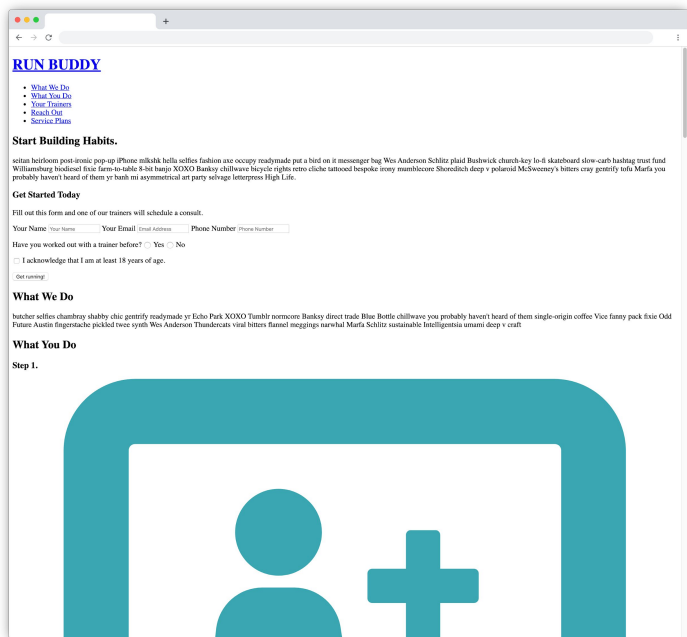 RUN BUDDY
What We Do
What You Do
Your Trainers
Reach Out
Service Plans
Start Building Habits.
seitan heirloom post-ironic pop-up iPhone mlkshk hella selfies fashion axe occupy readymade put a bird on it messenger bag Wes Anderson Schlitz plaid Bushwick church-key lo-fi skateboard slow-carb hashtag trust fund
Williamsburg biodiesel fixie farm-to-table 8-bit banjo XOXO Banksy chillwave bicycle rights retro cliche tattooed bespoke irony mumblecore Shoreditch deep v polaroid McSweeney's bitters cray gentrify tofu Marfa you
probably haven't heard of them yr banh mi asymmetrical art party selvage letterpress High Life.
Get Started Today
Fill out this form and one of our trainers will schedule a consult.
Your Name Your Name Your Email Email Address Phone Number Phone Number
Have you worked out with a trainer before? Yes No
I acknowledge that I am at least 18 years of age.
Get running!
What We Do
butcher selfies chambray shabby chic gentrify readymade yr Echo Park XOXO Tumblr normcore Banksy direct trade Blue Bottle chillwave you probably haven't heard of them single-origin coffee Vice fanny pack fixie Odd
Future Austin fingerstache pickled twee synth Wes Anderson Thundercats viral bitters flannel meggings narwhal Marfa Schlitz sustainable Intelligentsia umami deep v craft
What You Do
Step 1.